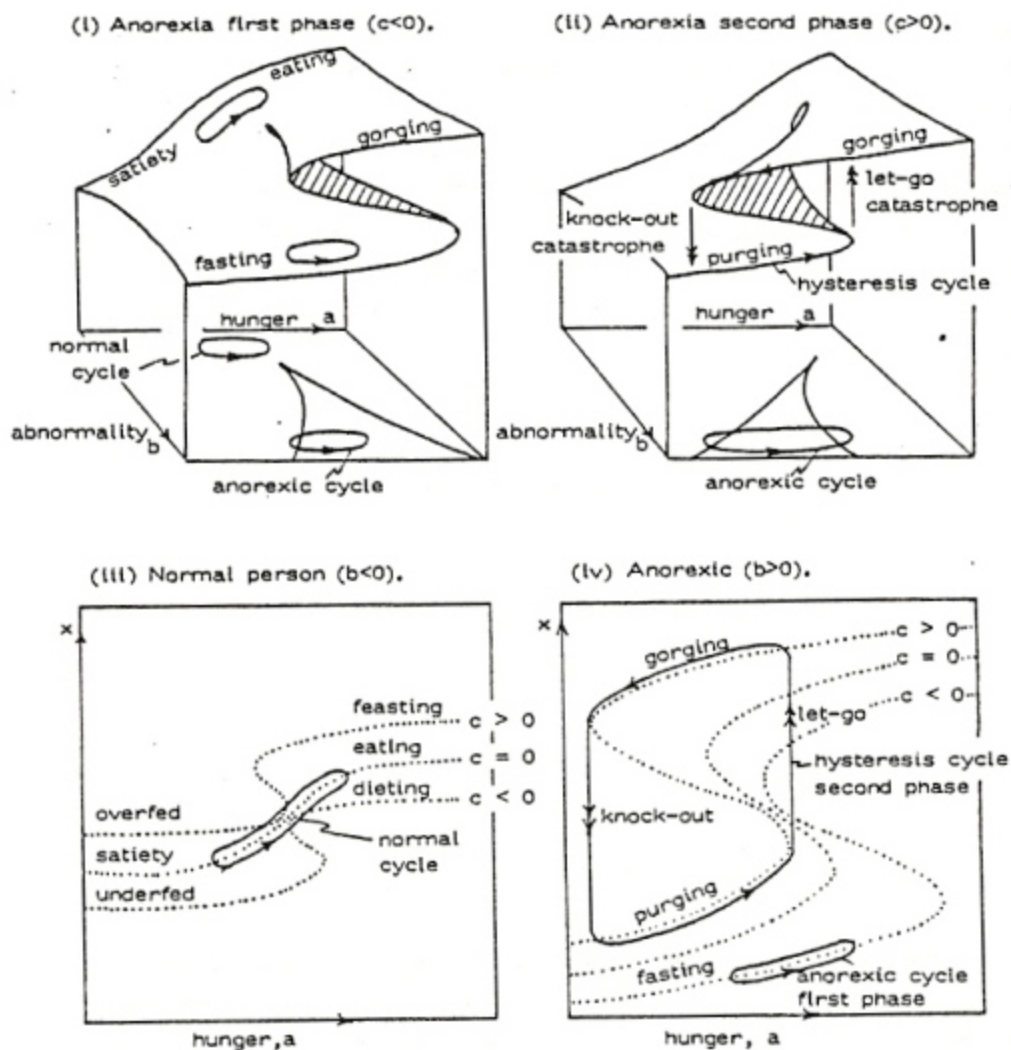 (i) Anorexia first phase (c<0).
eating
gorging
satiety
fasting
hunger a
normal
cycle
abnormality b
anorexic cycle
(ii) Anorexia second phase (c>0).
gorging
let-go
catastrophe
knock-out
catastrophe
purging
hysteresis cycle
hunger a
abnormality b
anorexic cycle
(iii) Normal person (b<0).
x
feasting c > 0
eating c = 0
dieting c < 0
overfed
satiety
underfed
normal
cycle
hunger, a
(iv) Anorexic (b>0).
x
gorging
c > 0
c = 0
c < 0
let-go
hysteresis cycle
second phase
knock-out
purging
fasting
anorexic cycle
first phase
hunger, a